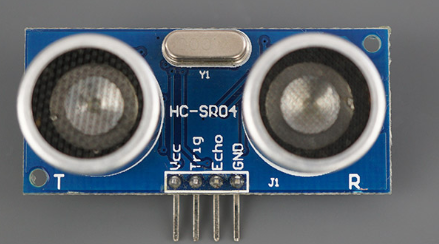 Y1
HC-SR04
Vcc
Trig
Echo
GND
J1
T
R